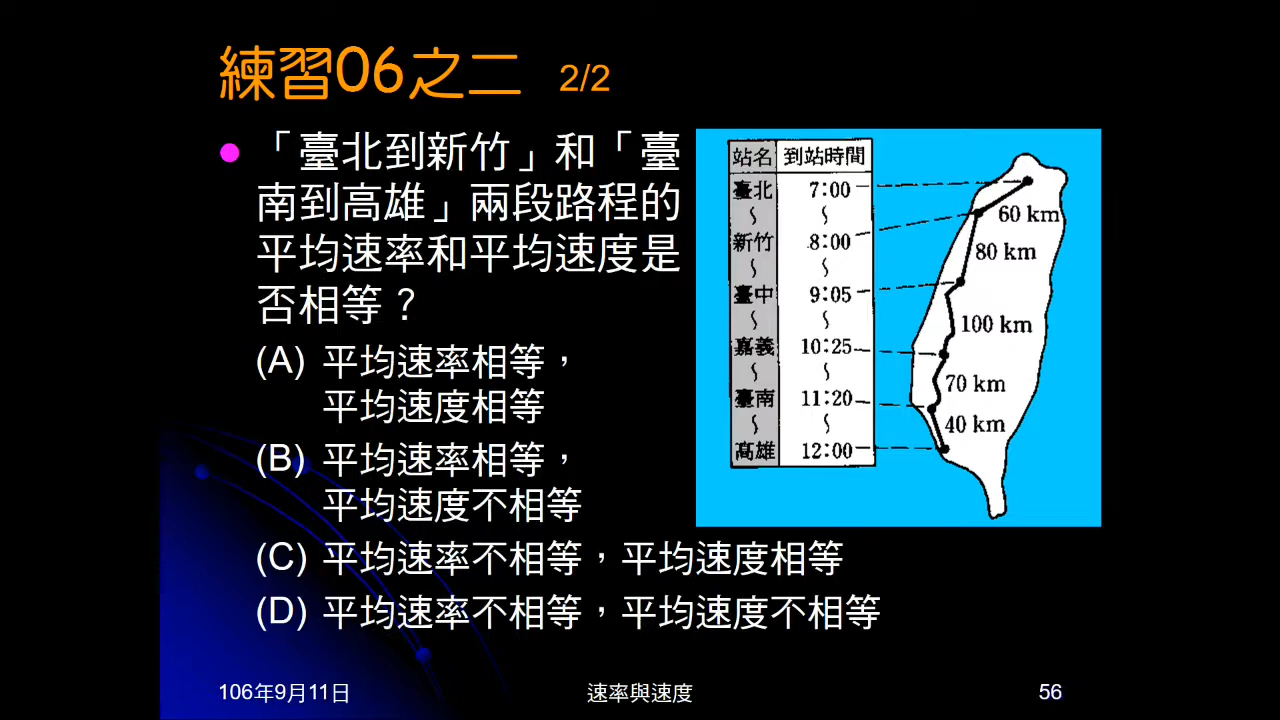 練習06之二 2/2
「臺北到新竹」和「臺
南到高雄」兩段路程的
平均速率和平均速度是
否相等？
(A) 平均速率相等，
平均速度相等
(B) 平均速率相等，
平均速度不相等
(C) 平均速率不相等，平均速度相等
(D) 平均速率不相等，平均速度不相等
站名 到站時間
臺北 7:00
新竹 8:00
臺中 9:05
嘉義 10:25
臺南 11:20
高雄 12:00
60 km
80 km
100 km
70 km
40 km
106年9月11日 速率與速度 56